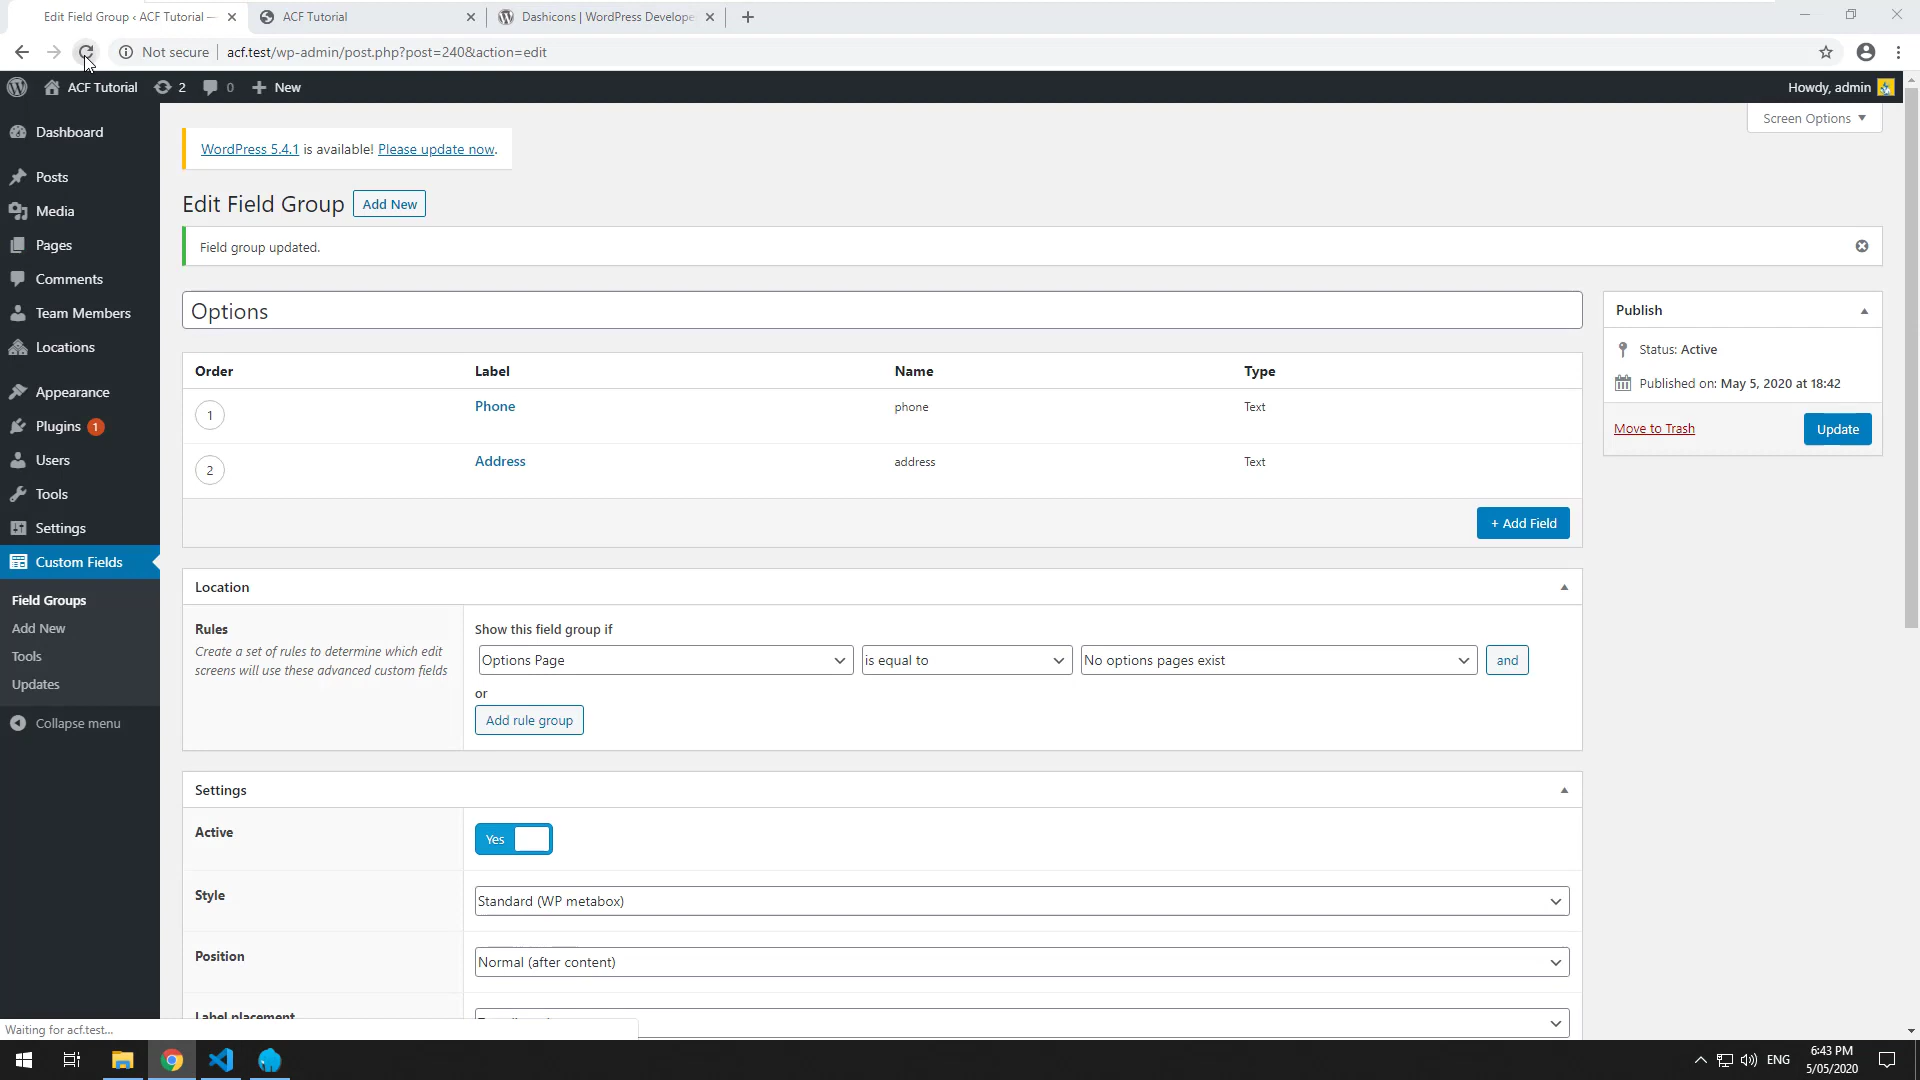 Edit Field Group ‹ ACF Tutorial —
ACF Tutorial
Dashicons | WordPress Develope
Not secure
acf.test/wp-admin/post.php?post=240&action=edit
ACF Tutorial
2
0
New
Howdy, admin
Dashboard
Posts
Media
Pages
Comments
Team Members
Locations
Appearance
Plugins 1
Users
Tools
Settings
Custom Fields
Field Groups
Add New
Tools
Updates
Collapse menu
Screen Options
WordPress 5.4.1 is available! Please update now.
Edit Field Group
Add New
Field group updated.
Options
Order
Label
Name
Type
1
Phone
phone
Text
2
Address
address
Text
+ Add Field
Publish
Status: Active
Published on: May 5, 2020 at 18:42
Move to Trash
Update
Location
Rules
Create a set of rules to determine which edit
screens will use these advanced custom fields
Show this field group if
Options Page
is equal to
No options pages exist
and
or
Add rule group
Settings
Active
Yes
Style
Standard (WP metabox)
Position
Normal (after content)
Label placement
Waiting for acf.test...
ENG
6:43 PM
5/05/2020